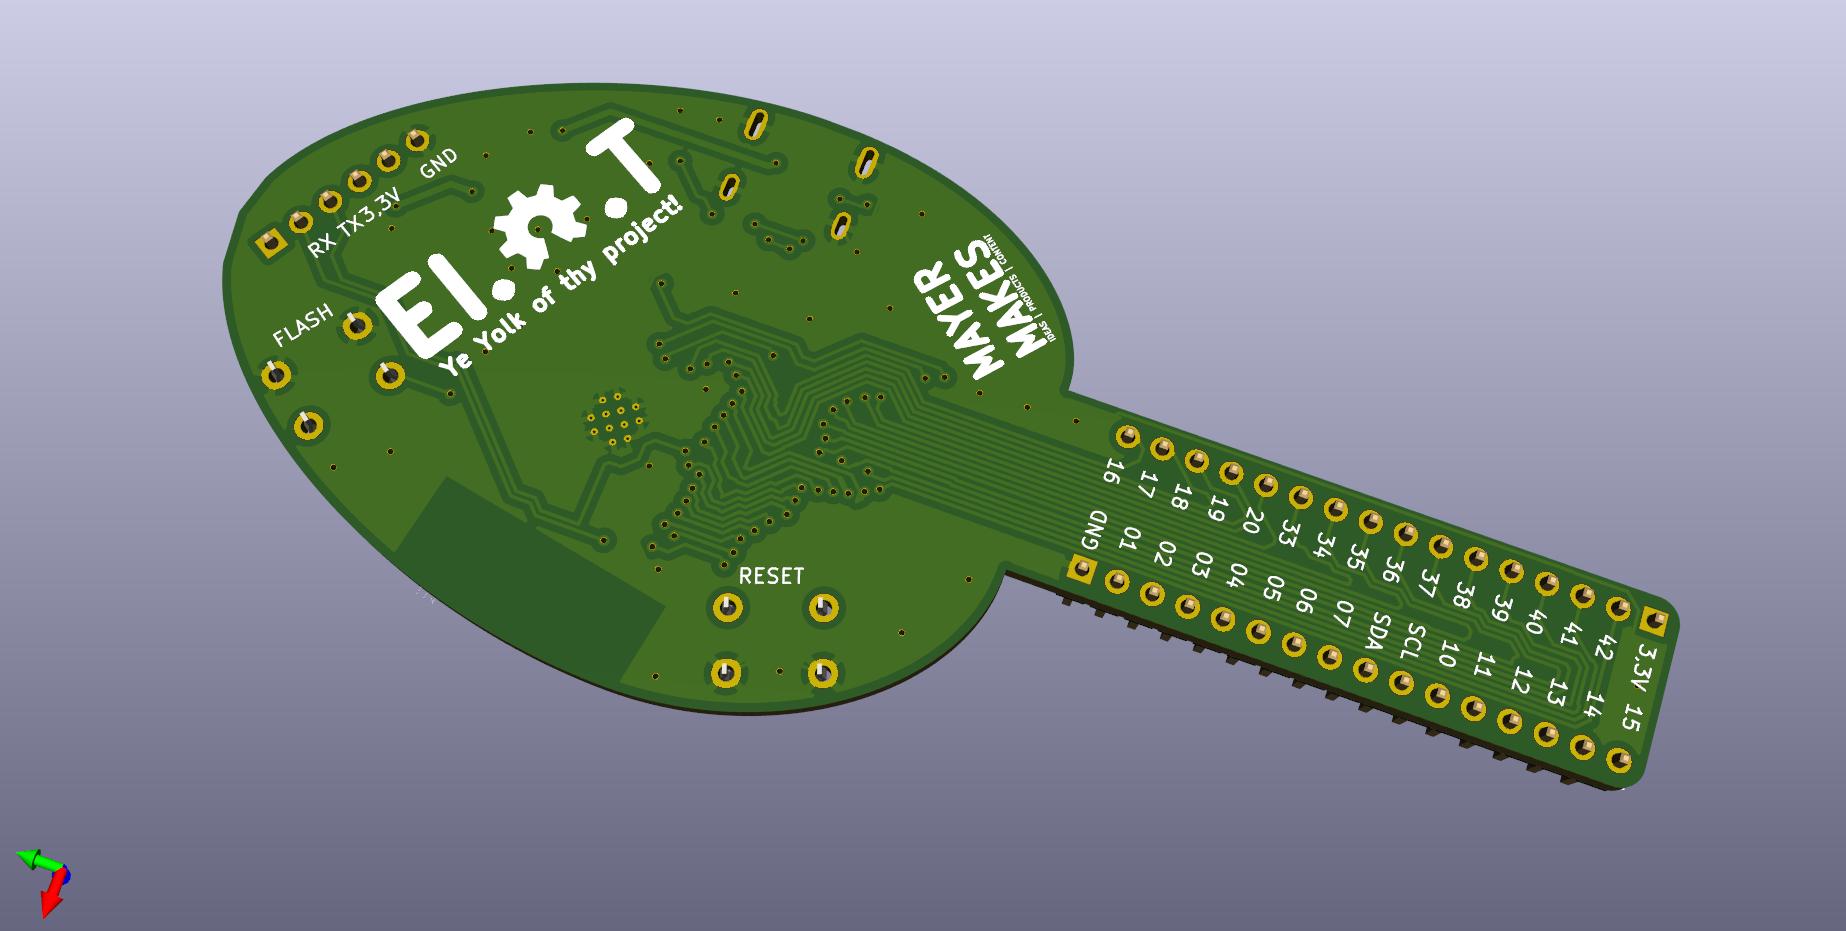 GND
RX TX 3,3V
FLASH
EI. .T
Ye Yolk of thy project!
MAYER
MAKES
IDEAS | PRODUCTS | CONTENT
RESET
16 17 18 19 20 33 34 35 36 37 38 39 40 41 42 3.3V
GND 01 02 03 04 05 06 07 SDA SCL 10 11 12 13 14 15